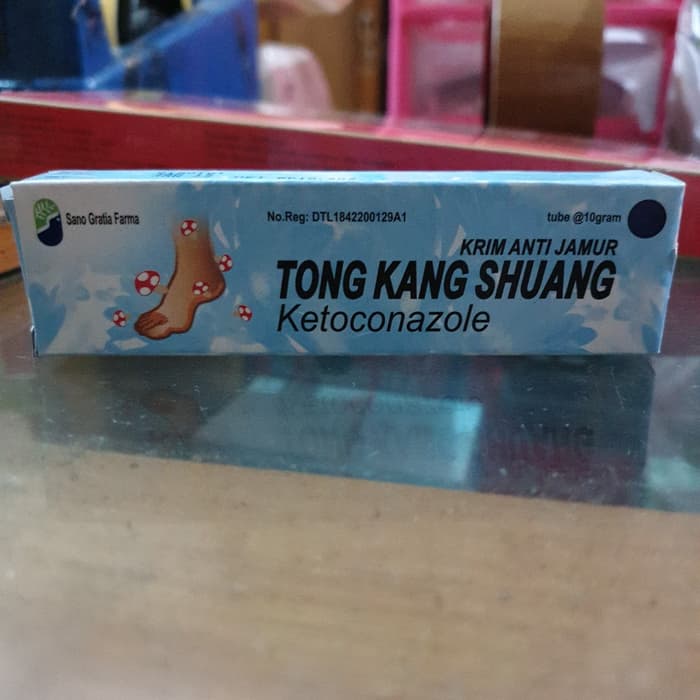 Sano Gratia Farma
No.Reg: DTL1842200129A1
tube @10gram
KRIM ANTI JAMUR
TONG KANG SHUANG
Ketoconazole